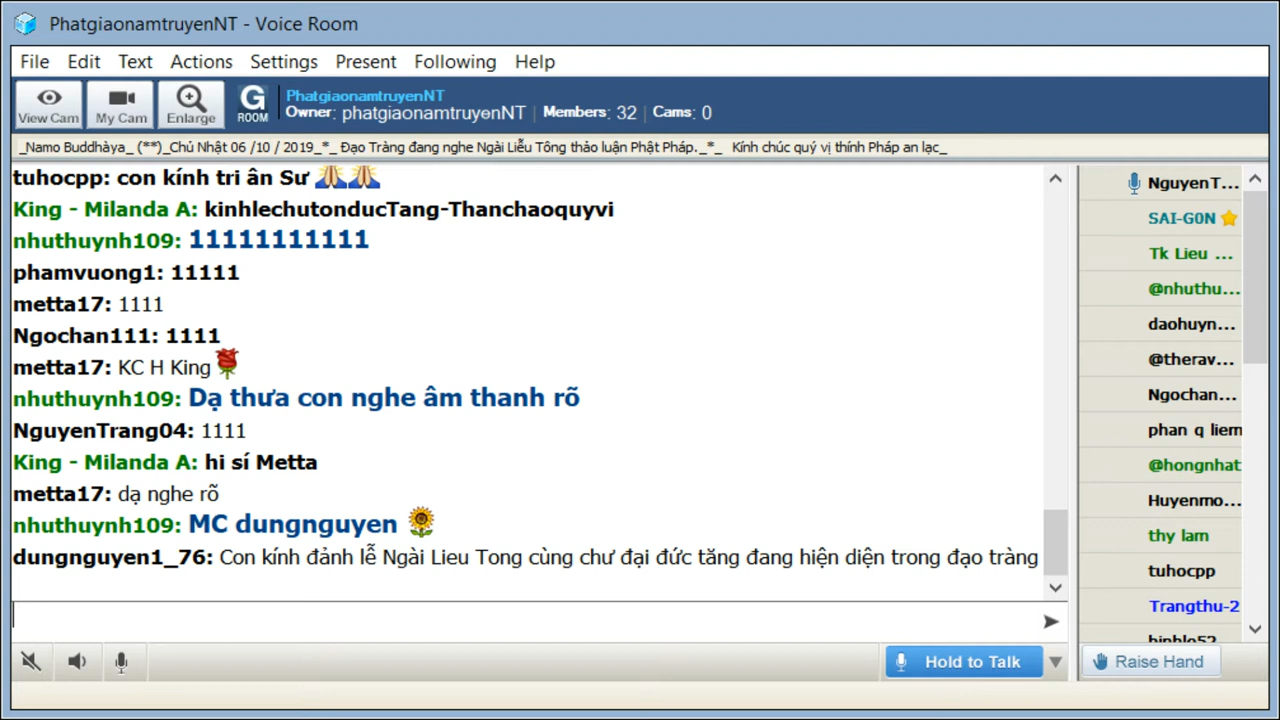 PhatgiaonamtruyenNT - Voice Room
File Edit Text Actions Settings Present Following Help
View Cam My Cam Enlarge G ROOM
PhatgiaonamtruyenNT
Owner: phatgiaonamtruyenNT | Members: 32 | Cams: 0
_Namo Buddhàya_ (**)_Chủ Nhật 06 /10 / 2019_*_ Đạo Tràng đang nghe Ngài Liễu Tông thảo luận Phật Pháp._*_ Kính chúc quý vị thính Pháp an lạc_
tuhocpp: con kính tri ân Sư 🙏🙏
King - Milanda A: kinhlechutonducTang-Thanchaoquyvi
nhuthuynh109: 11111111111
phamvuong1: 11111
metta17: 1111
Ngochan111: 1111
metta17: KC H King🌹
nhuthuynh109: Dạ thưa con nghe âm thanh rõ
NguyenTrang04: 1111
King - Milanda A: hi sí Metta
metta17: dạ nghe rõ
nhuthuynh109: MC dungnguyen 🌻
dungnguyen1_76: Con kính đảnh lễ Ngài Lieu Tong cùng chư đại đức tăng đang hiện diện trong đạo tràng
NguyenT...
SAI-G0N
Tk Lieu ...
@nhuthu...
daohuyn...
@therav...
Ngochan...
phan q liem
@hongnhat
Huyenmo...
thy lam
tuhocpp
Trangthu-2
Hold to Talk
Raise Hand